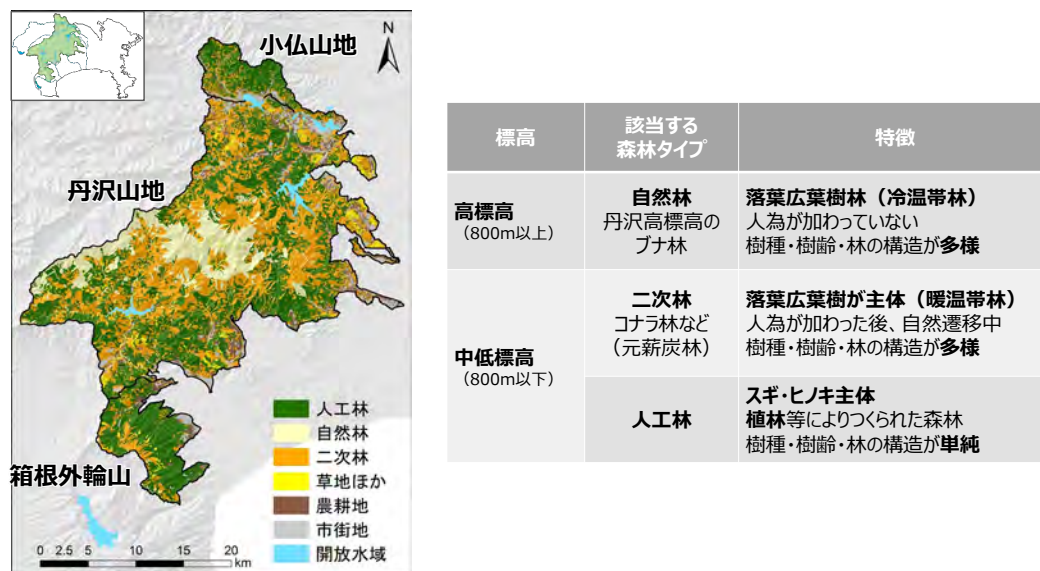 小仏山地
N
丹沢山地
箱根外輪山
人工林
自然林
二次林
草地ほか
農耕地
市街地
開放水域
0 2.5 5 10 15 20
km
標高
該当する
森林タイプ
特徴
高標高
（800m以上）
自然林
丹沢高標高の
ブナ林
落葉広葉樹林（冷温帯林）
人為が加わっていない
樹種・樹齢・林の構造が多様
中低標高
（800m以下）
二次林
コナラ林など
（元薪炭林）
落葉広葉樹が主体（暖温帯林）
人為が加わった後、自然遷移中
樹種・樹齢・林の構造が多様
人工林
スギ・ヒノキ主体
植林等によりつくられた森林
樹種・樹齢・林の構造が単純